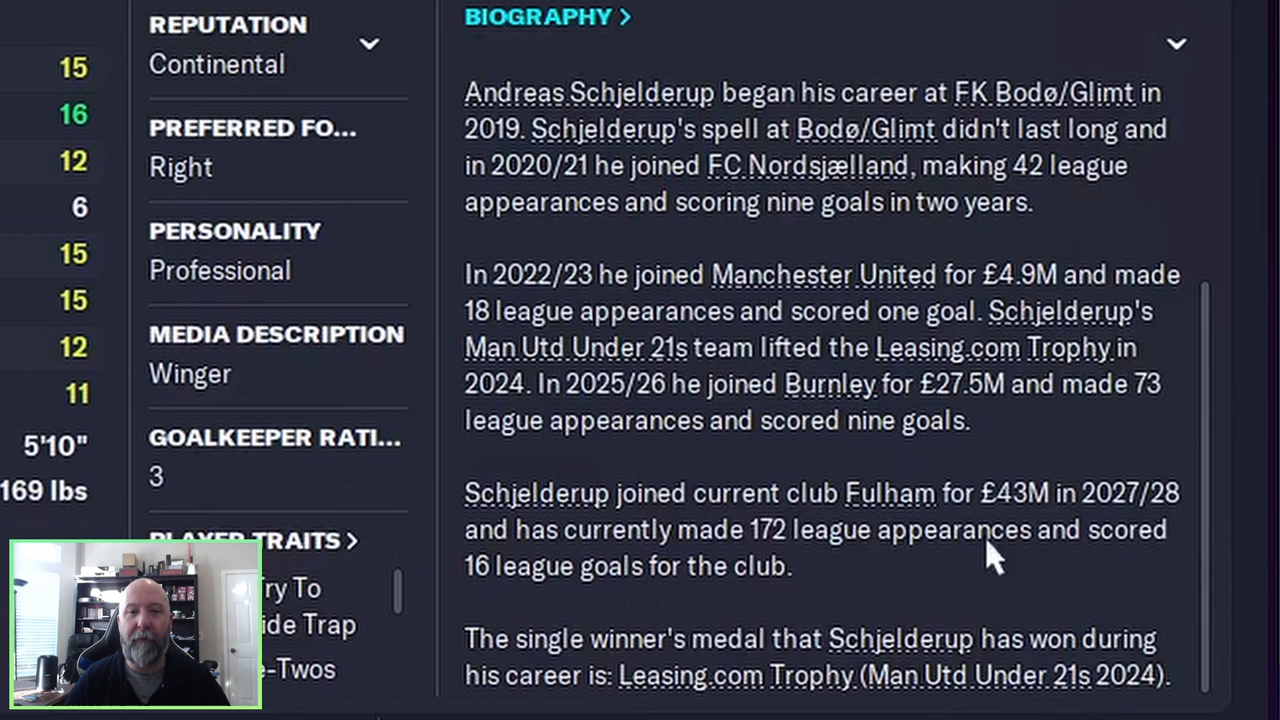 15
16
12
6
15
15
12
11
5'10"
169 lbs
REPUTATION
Continental
PREFERRED FO...
Right
PERSONALITY
Professional
MEDIA DESCRIPTION
Winger
GOALKEEPER RATI...
3
PLAYER TRAITS >
ry To
ide Trap
e-Twos
BIOGRAPHY >
Andreas Schjelderup began his career at FK Bodø/Glimt in
2019. Schjelderup's spell at Bodø/Glimt didn't last long and
in 2020/21 he joined FC Nordsjælland, making 42 league
appearances and scoring nine goals in two years.
In 2022/23 he joined Manchester United for £4.9M and made
18 league appearances and scored one goal. Schjelderup's
Man Utd Under 21s team lifted the Leasing.com Trophy in
2024. In 2025/26 he joined Burnley for £27.5M and made 73
league appearances and scored nine goals.
Schjelderup joined current club Fulham for £43M in 2027/28
and has currently made 172 league appearances and scored
16 league goals for the club.
The single winner's medal that Schjelderup has won during
his career is: Leasing.com Trophy (Man Utd Under 21s 2024).